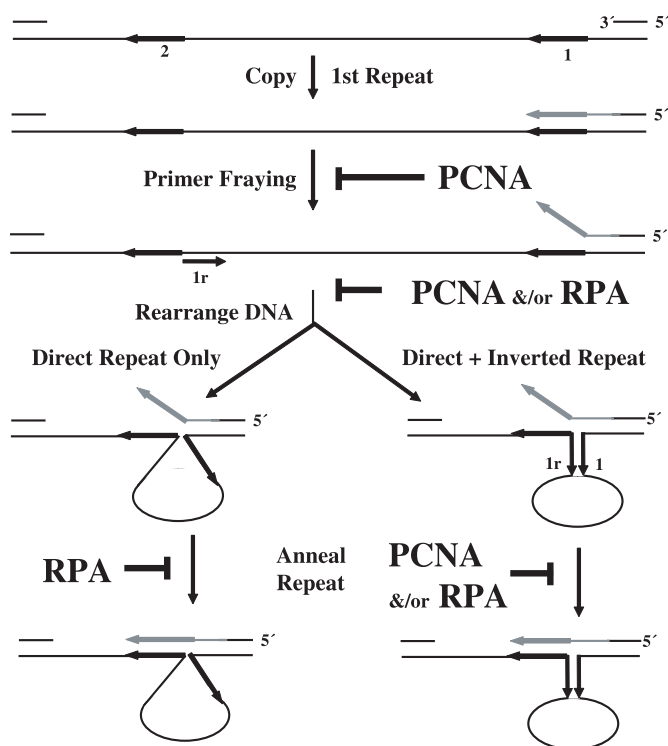 3´ 5´
2 1
Copy 1st Repeat
5´
Primer Fraying PCNA
5´
1r
PCNA &/or RPA
Rearrange DNA
Direct Repeat Only Direct + Inverted Repeat
5´ 5´
1r 1
RPA Anneal Repeat PCNA &/or RPA
5´ 5´